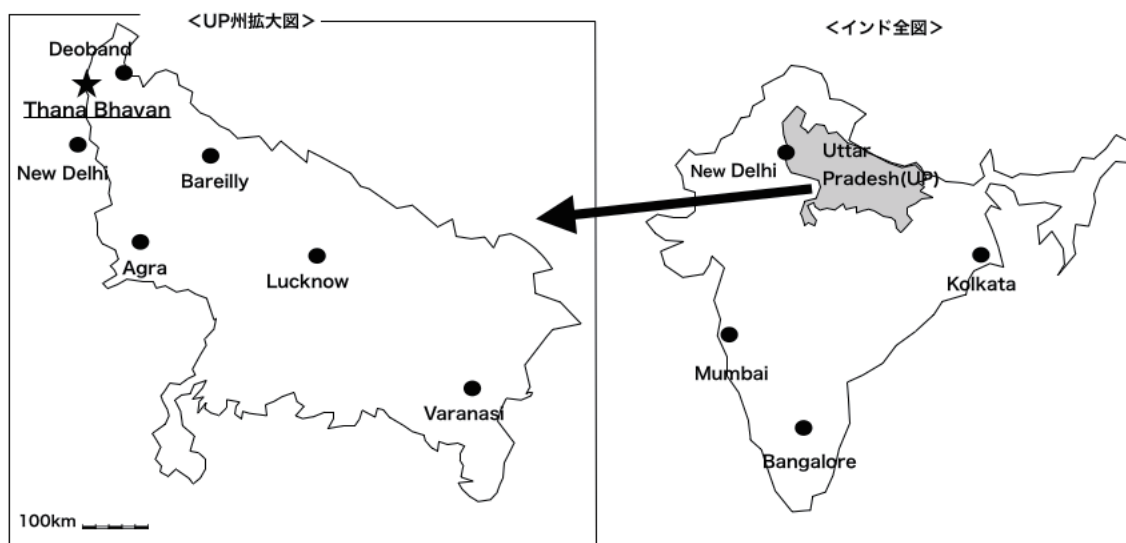 ＜UP州拡大図＞
Deoband
Thana Bhavan
New Delhi
Bareilly
Agra
Lucknow
Varanasi
100km
＜インド全図＞
New Delhi
Uttar
Pradesh(UP)
Kolkata
Mumbai
Bangalore